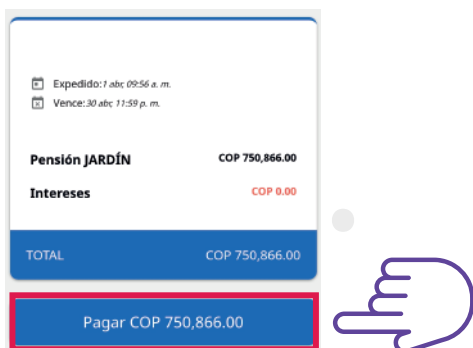 Expedido: 1 abr, 09:56 a. m.
Vence: 30 abr, 11:59 p. m.
Pensión JARDÍN COP 750,866.00
Intereses COP 0.00
TOTAL COP 750,866.00
Pagar COP 750,866.00